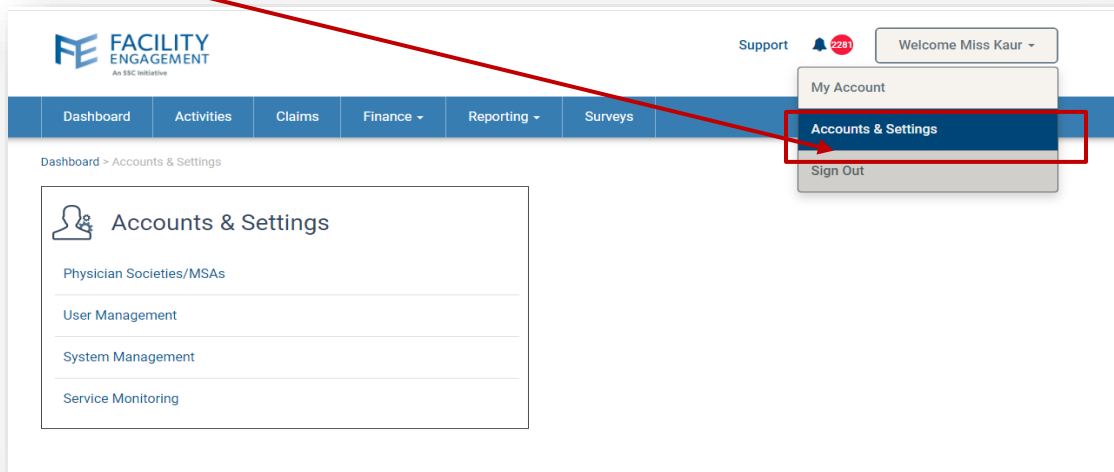 FACILITY
ENGAGEMENT
An SSC Initiative
Support 2281 Welcome Miss Kaur
My Account
Accounts & Settings
Sign Out
Dashboard Activities Claims Finance Reporting Surveys
Dashboard > Accounts & Settings
Accounts & Settings
Physician Societies/MSAs
User Management
System Management
Service Monitoring